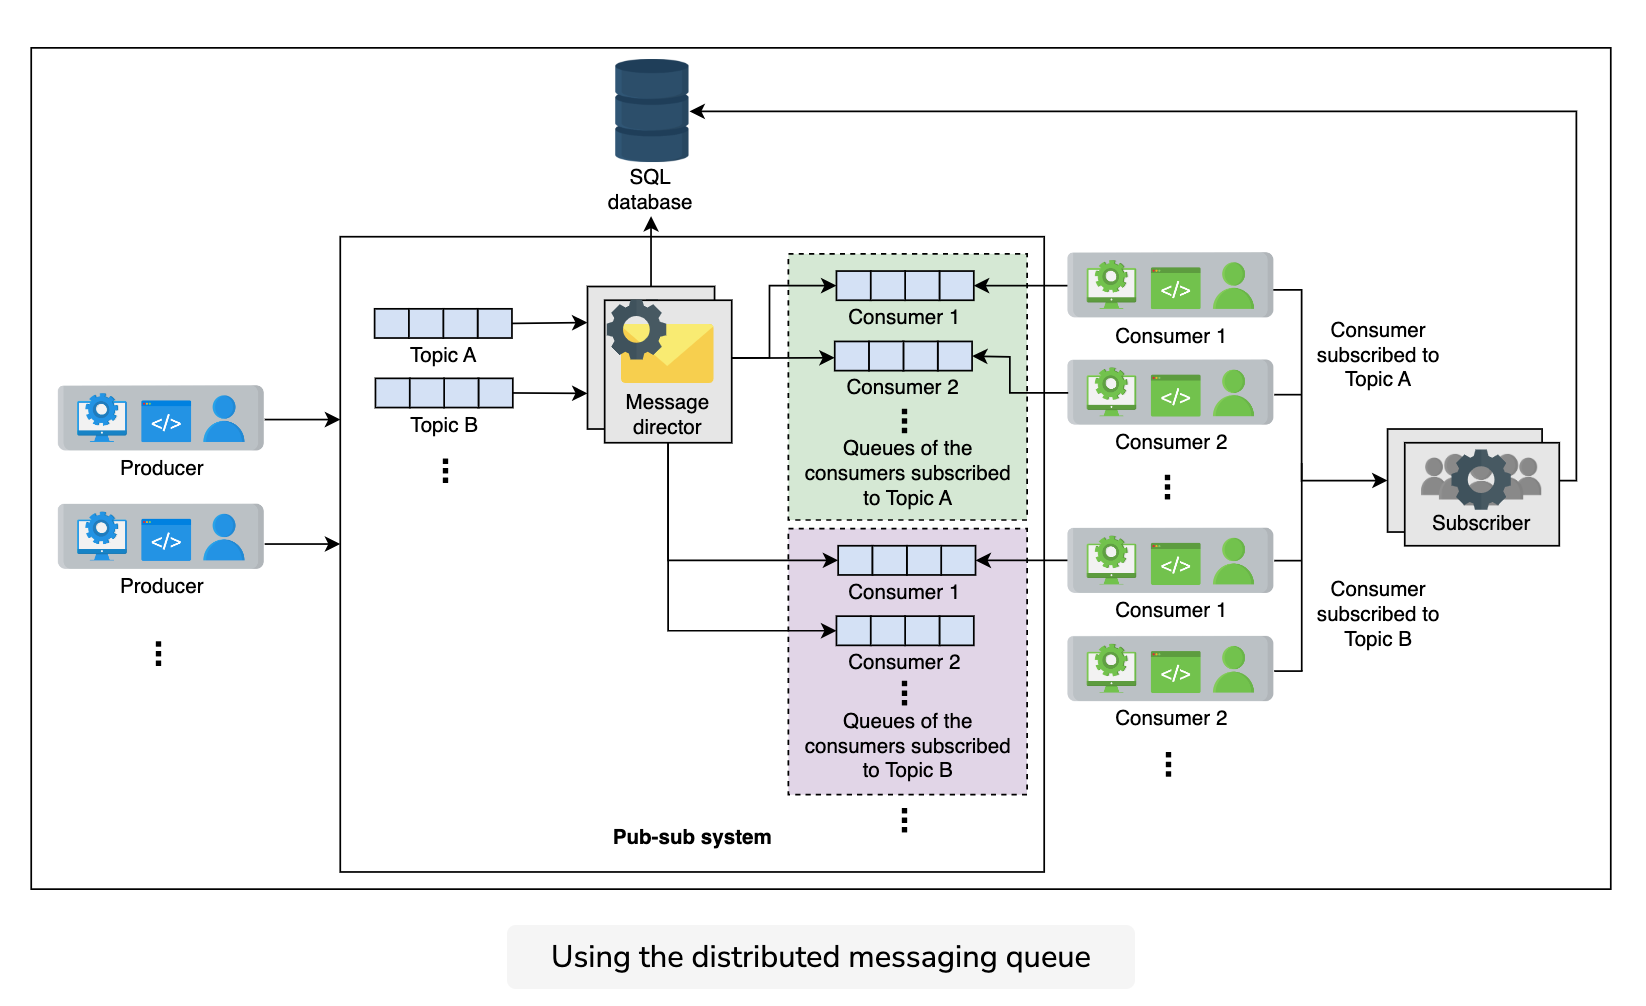 SQL
database
Topic A
Topic B
Message
director
Producer
Producer
Consumer 1
Consumer 2
Queues of the
consumers subscribed
to Topic A
Consumer 1
Consumer 2
Queues of the
consumers subscribed
to Topic B
Pub-sub system
</>
</>
</>
Consumer 1
</>
Consumer 2
</>
Consumer 1
</>
Consumer 2
Consumer
subscribed to
Topic A
Consumer
subscribed to
Topic B
Subscriber
Using the distributed messaging queue